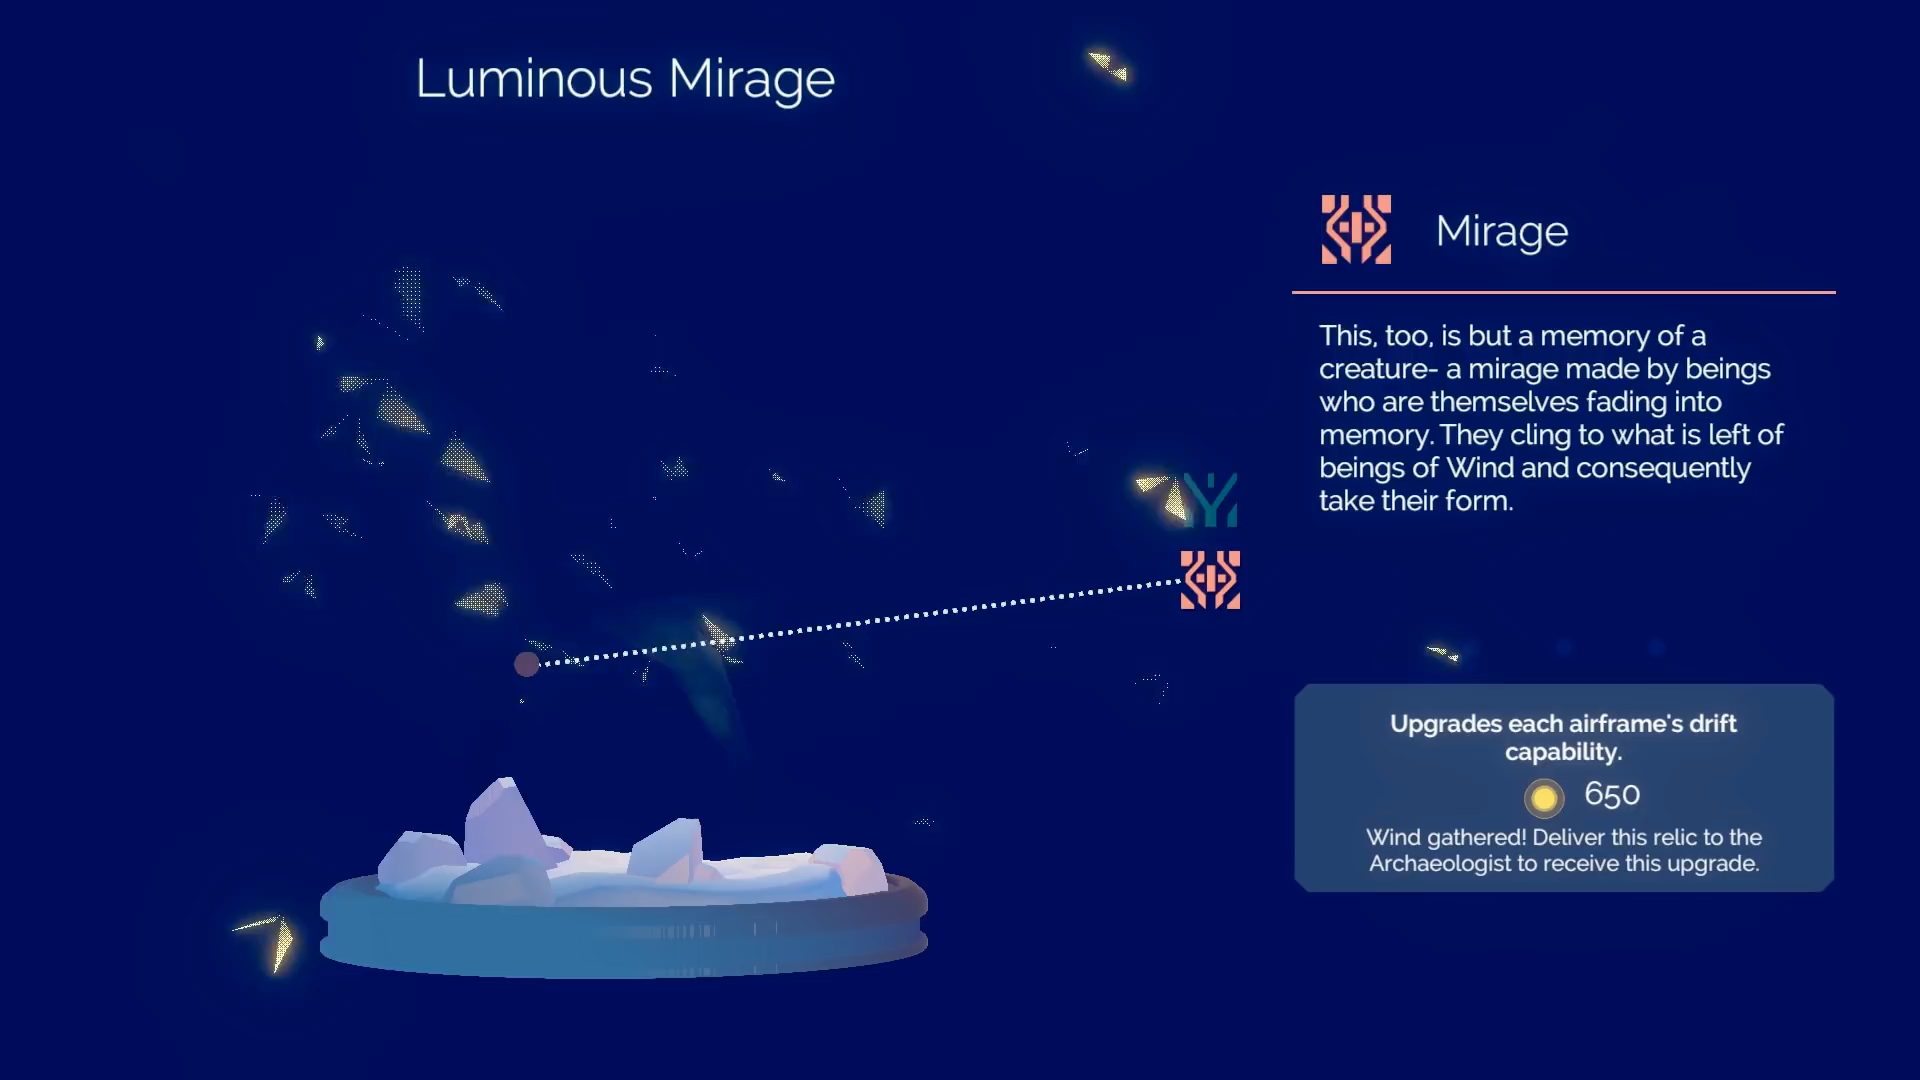 Luminous Mirage
Mirage
This, too, is but a memory of a
creature- a mirage made by beings
who are themselves fading into
memory. They cling to what is left of
beings of Wind and consequently
take their form.
Upgrades each airframe's drift
capability.
650
Wind gathered! Deliver this relic to the
Archaeologist to receive this upgrade.